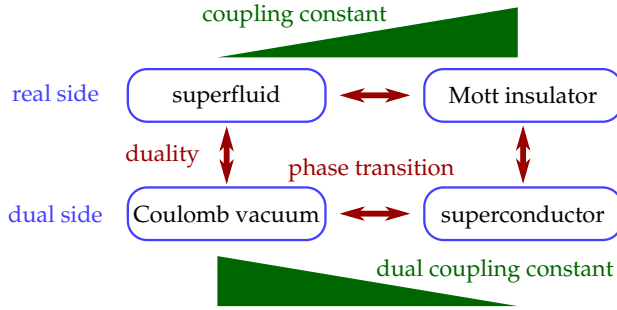 coupling constant
real side superfluid Mott insulator
duality phase transition
dual side Coulomb vacuum superconductor
dual coupling constant